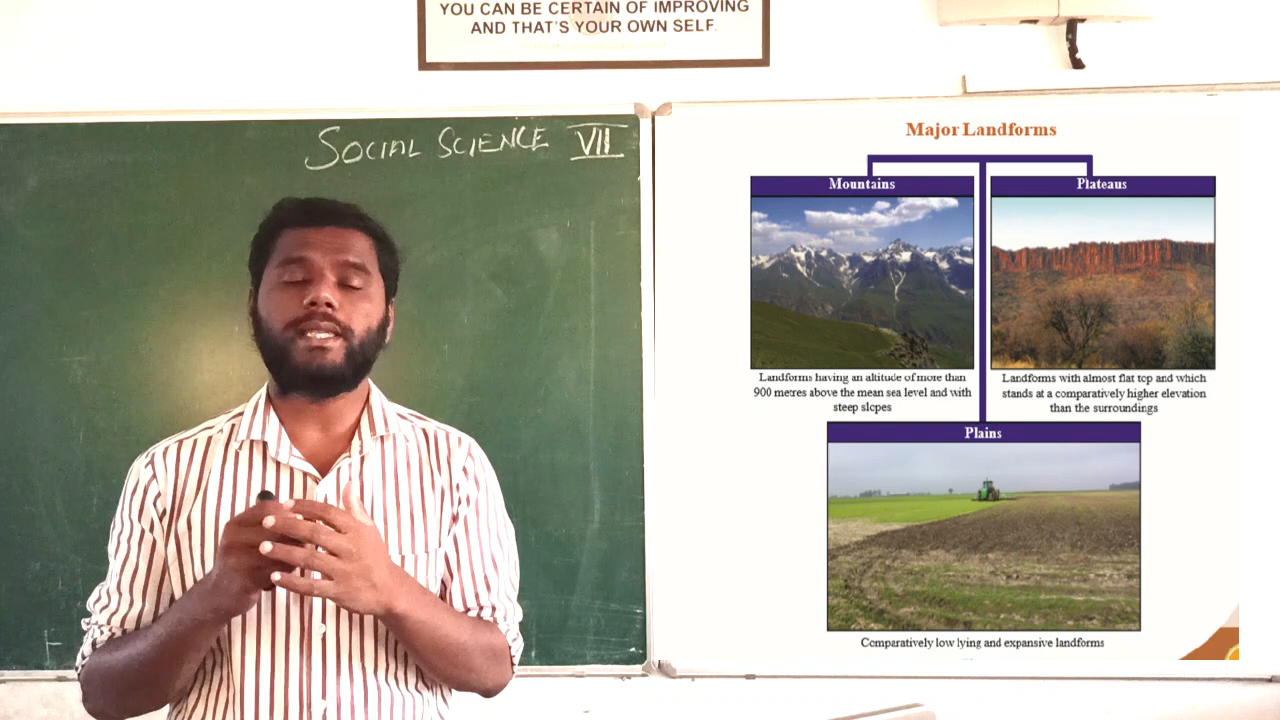 YOU CAN BE CERTAIN OF IMPROVING
AND THAT'S YOUR OWN SELF.
SOCIAL SCIENCE VII
Major Landforms
Mountains
Plateaus
Landforms having an altitude of more than
900 metres above the mean sea level and with
steep slopes
Landforms with almost flat top and which
stands at a comparatively higher elevation
than the surroundings
Plains
Comparatively low lying and expansive landforms